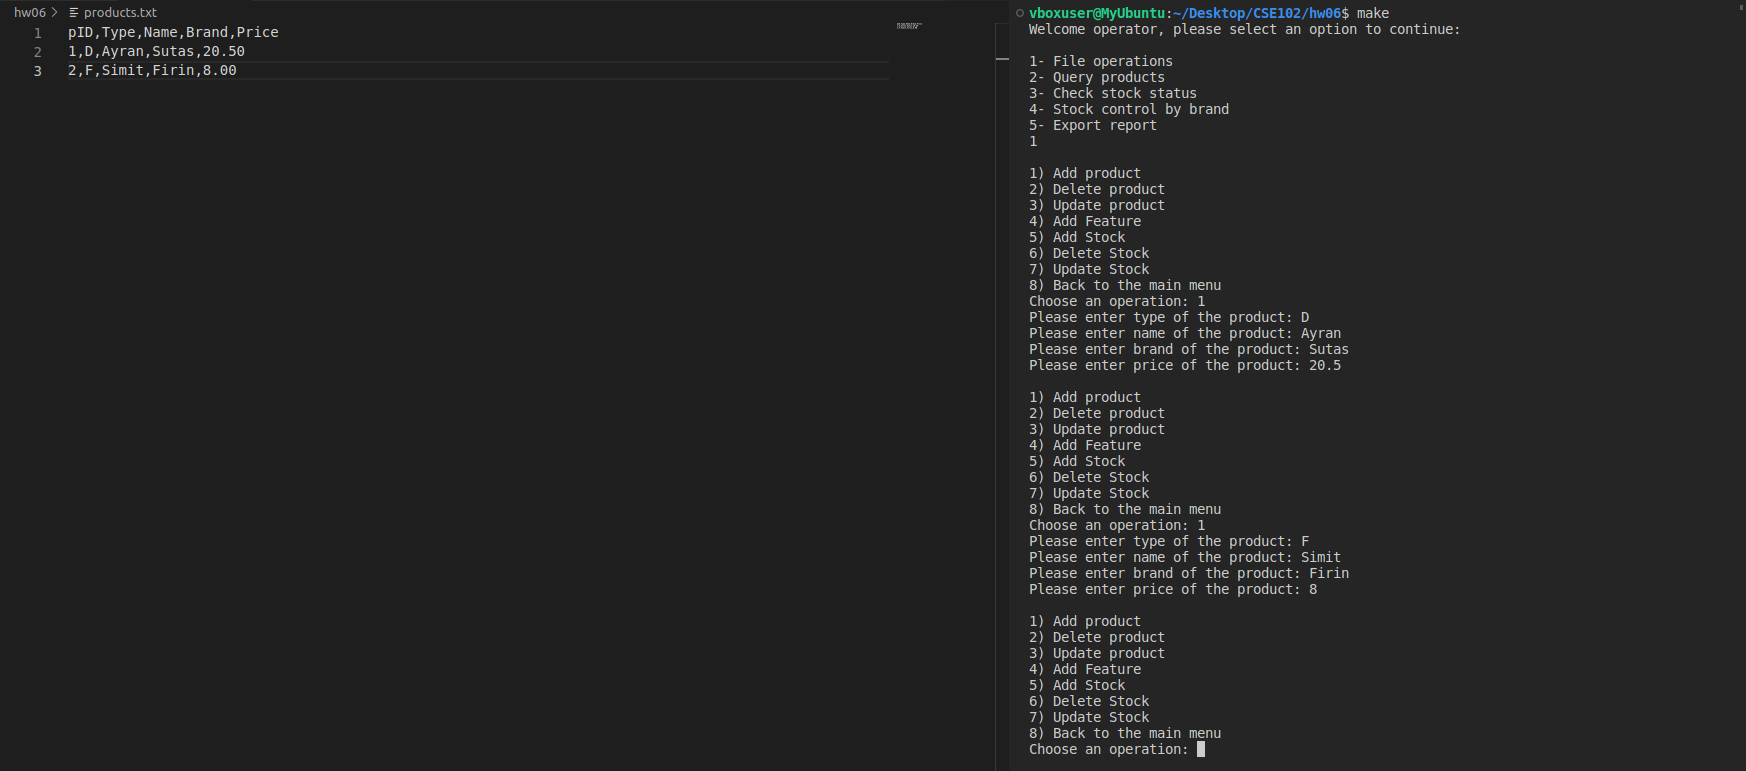 hw06 > products.txt
1 pID,Type,Name,Brand,Price
2 1,D,Ayran,Sutas,20.50
3 2,F,Simit,Firin,8.00
vboxuser@MyUbuntu:~/Desktop/CSE102/hw06$ make
Welcome operator, please select an option to continue:
1- File operations
2- Query products
3- Check stock status
4- Stock control by brand
5- Export report
1
1) Add product
2) Delete product
3) Update product
4) Add Feature
5) Add Stock
6) Delete Stock
7) Update Stock
8) Back to the main menu
Choose an operation: 1
Please enter type of the product: D
Please enter name of the product: Ayran
Please enter brand of the product: Sutas
Please enter price of the product: 20.5
1) Add product
2) Delete product
3) Update product
4) Add Feature
5) Add Stock
6) Delete Stock
7) Update Stock
8) Back to the main menu
Choose an operation: 1
Please enter type of the product: F
Please enter name of the product: Simit
Please enter brand of the product: Firin
Please enter price of the product: 8
1) Add product
2) Delete product
3) Update product
4) Add Feature
5) Add Stock
6) Delete Stock
7) Update Stock
8) Back to the main menu
Choose an operation: